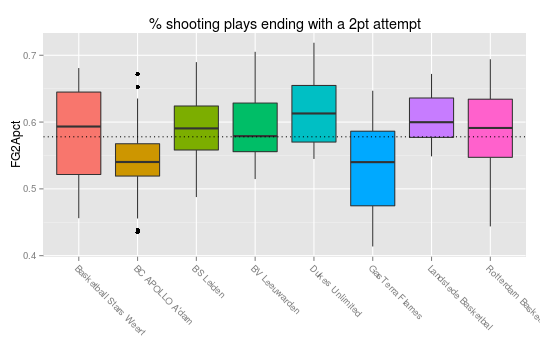 % shooting plays ending with a 2pt attempt
FG2Apct
0.7
0.6
0.5
0.4
Basketball Stars Weert
BC APOLLO A'dam
BS Leiden
BV Leeuwarden
Dukes Unlimited
GasTerra Flames
Landstede Basketbal
Rotterdam Basket